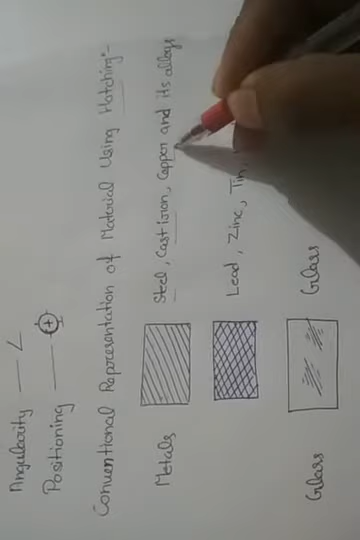 Angularity — ∠
Positioning — ⌖
Conventional Representation of Material Using Hatching:-
Metals Steel, Cast iron, Copper and its alloys
Lead, Zinc, Tin,
Glass Glass